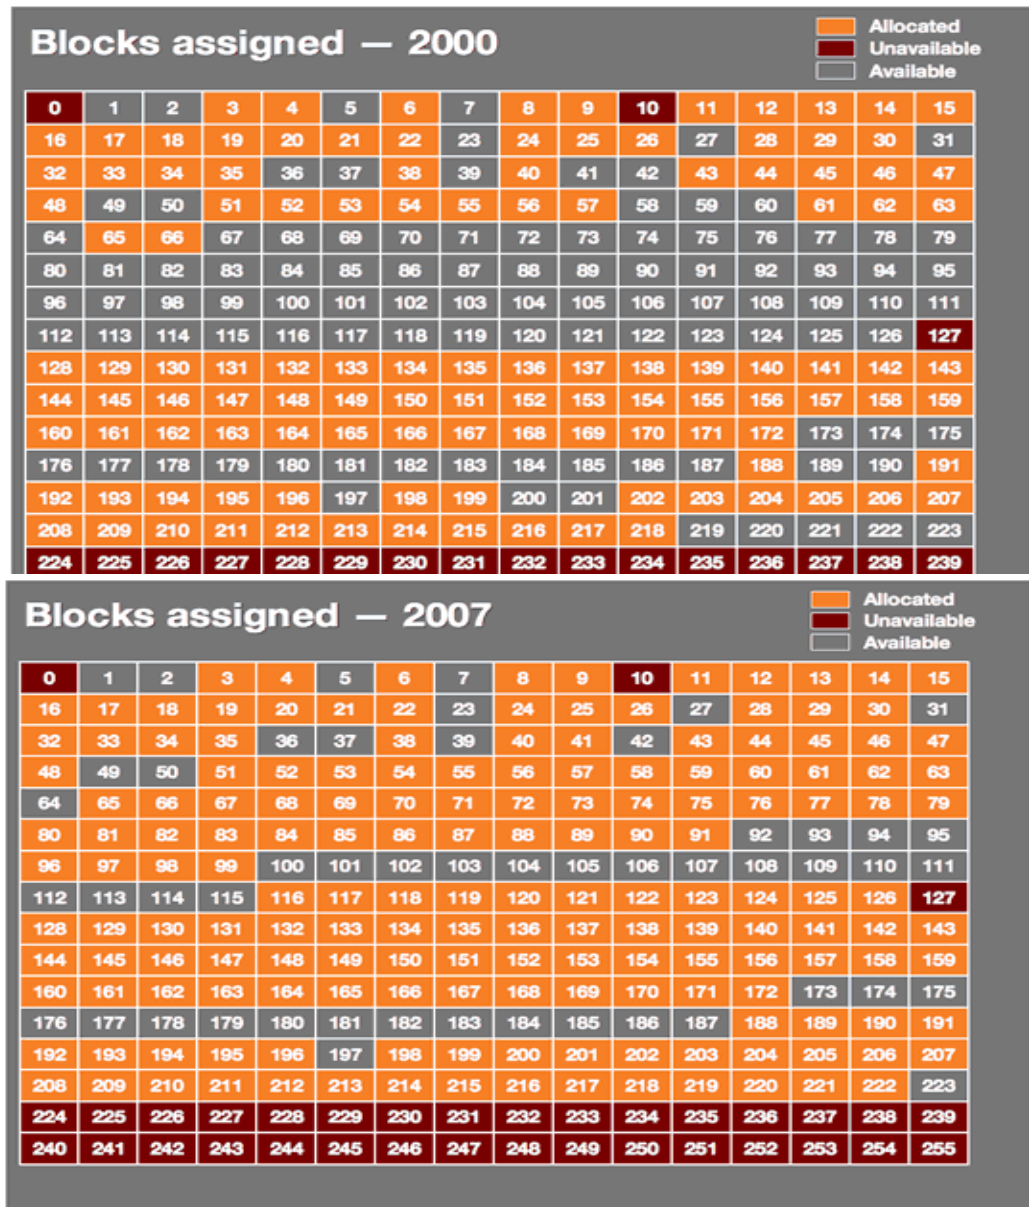 Blocks assigned — 2000
Allocated
Unavailable
Available
0 1 2 3 4 5 6 7 8 9 10 11 12 13 14 15
16 17 18 19 20 21 22 23 24 25 26 27 28 29 30 31
32 33 34 35 36 37 38 39 40 41 42 43 44 45 46 47
48 49 50 51 52 53 54 55 56 57 58 59 60 61 62 63
64 65 66 67 68 69 70 71 72 73 74 75 76 77 78 79
80 81 82 83 84 85 86 87 88 89 90 91 92 93 94 95
96 97 98 99 100 101 102 103 104 105 106 107 108 109 110 111
112 113 114 115 116 117 118 119 120 121 122 123 124 125 126 127
128 129 130 131 132 133 134 135 136 137 138 139 140 141 142 143
144 145 146 147 148 149 150 151 152 153 154 155 156 157 158 159
160 161 162 163 164 165 166 167 168 169 170 171 172 173 174 175
176 177 178 179 180 181 182 183 184 185 186 187 188 189 190 191
192 193 194 195 196 197 198 199 200 201 202 203 204 205 206 207
208 209 210 211 212 213 214 215 216 217 218 219 220 221 222 223
224 225 226 227 228 229 230 231 232 233 234 235 236 237 238 239
Blocks assigned — 2007
Allocated
Unavailable
Available
0 1 2 3 4 5 6 7 8 9 10 11 12 13 14 15
16 17 18 19 20 21 22 23 24 25 26 27 28 29 30 31
32 33 34 35 36 37 38 39 40 41 42 43 44 45 46 47
48 49 50 51 52 53 54 55 56 57 58 59 60 61 62 63
64 65 66 67 68 69 70 71 72 73 74 75 76 77 78 79
80 81 82 83 84 85 86 87 88 89 90 91 92 93 94 95
96 97 98 99 100 101 102 103 104 105 106 107 108 109 110 111
112 113 114 115 116 117 118 119 120 121 122 123 124 125 126 127
128 129 130 131 132 133 134 135 136 137 138 139 140 141 142 143
144 145 146 147 148 149 150 151 152 153 154 155 156 157 158 159
160 161 162 163 164 165 166 167 168 169 170 171 172 173 174 175
176 177 178 179 180 181 182 183 184 185 186 187 188 189 190 191
192 193 194 195 196 197 198 199 200 201 202 203 204 205 206 207
208 209 210 211 212 213 214 215 216 217 218 219 220 221 222 223
224 225 226 227 228 229 230 231 232 233 234 235 236 237 238 239
240 241 242 243 244 245 246 247 248 249 250 251 252 253 254 255